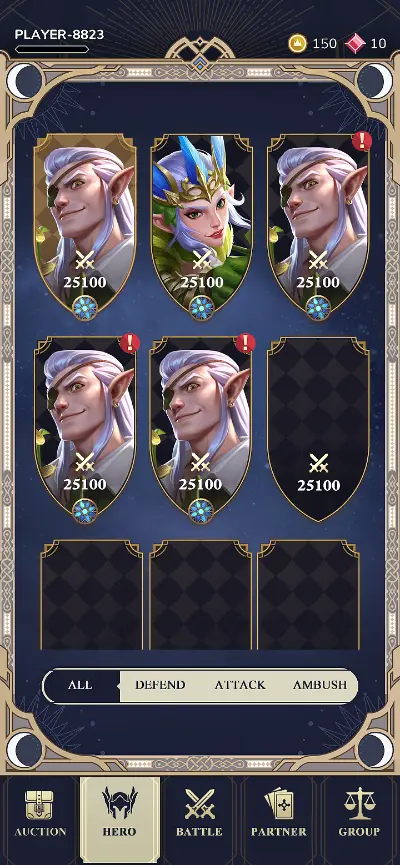 PLAYER-8823
150
10
!
25100
25100
25100
!
!
25100
25100
25100
ALL
DEFEND
ATTACK
AMBUSH
AUCTION
HERO
BATTLE
PARTNER
GROUP